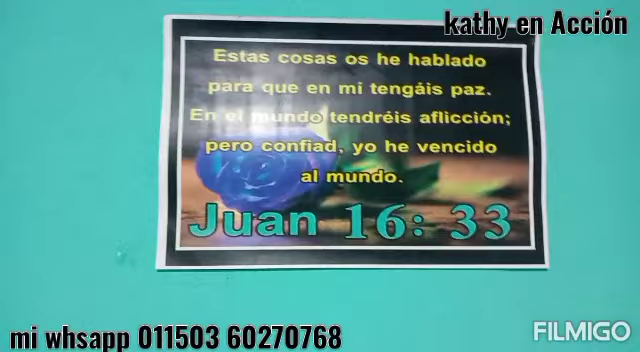 kathy en Acción
Estas cosas os he hablado
para que en mí tengáis paz.
En el mundo tendréis aflicción;
pero confiad, yo he vencido
al mundo.
Juan 16: 33
mi whsapp 011503 60270768
FILMIGO